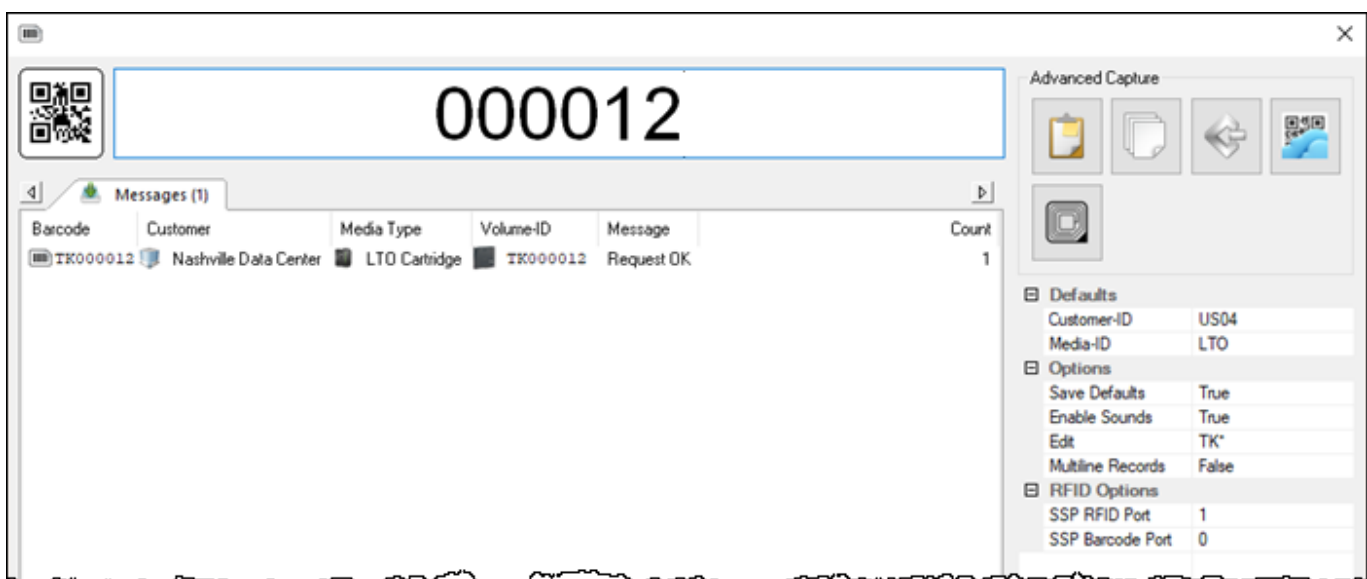 000012
Messages (1)
Barcode Customer Media Type Volume-ID Message Count
TK000012 Nashville Data Center LTO Cartridge TK000012 Request OK 1
Advanced Capture
Defaults
Customer-ID US04
Media-ID LTO
Options
Save Defaults True
Enable Sounds True
Edit TK*
Multiline Records False
RFID Options
SSP RFID Port 1
SSP Barcode Port 0